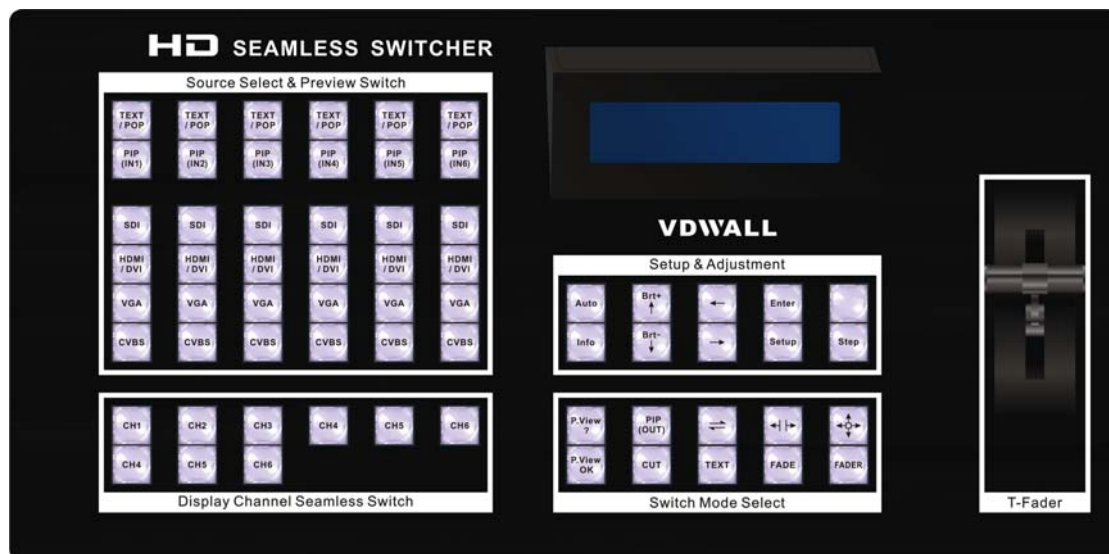 HD SEAMLESS SWITCHER
Source Select & Preview Switch
TEXT TEXT TEXT TEXT TEXT TEXT
/ POP / POP / POP / POP / POP / POP
PIP PIP PIP PIP PIP PIP
(IN1) (IN2) (IN3) (IN4) (IN5) (IN6)
SDI SDI SDI SDI SDI SDI
HDMI HDMI HDMI HDMI HDMI HDMI
/ DVI / DVI / DVI / DVI / DVI / DVI
VGA VGA VGA VGA VGA VGA
CVBS CVBS CVBS CVBS CVBS CVBS
CH1 CH2 CH3 CH4 CH5 CH6
CH4 CH5 CH6
Display Channel Seamless Switch
VDWALL
Setup & Adjustment
Auto Brt+ ↑ ← Enter
Info Brt- ↓ → Setup Step
P.View PIP
? (OUT)
P.View
OK CUT TEXT FADE FADER
Switch Mode Select
T-Fader